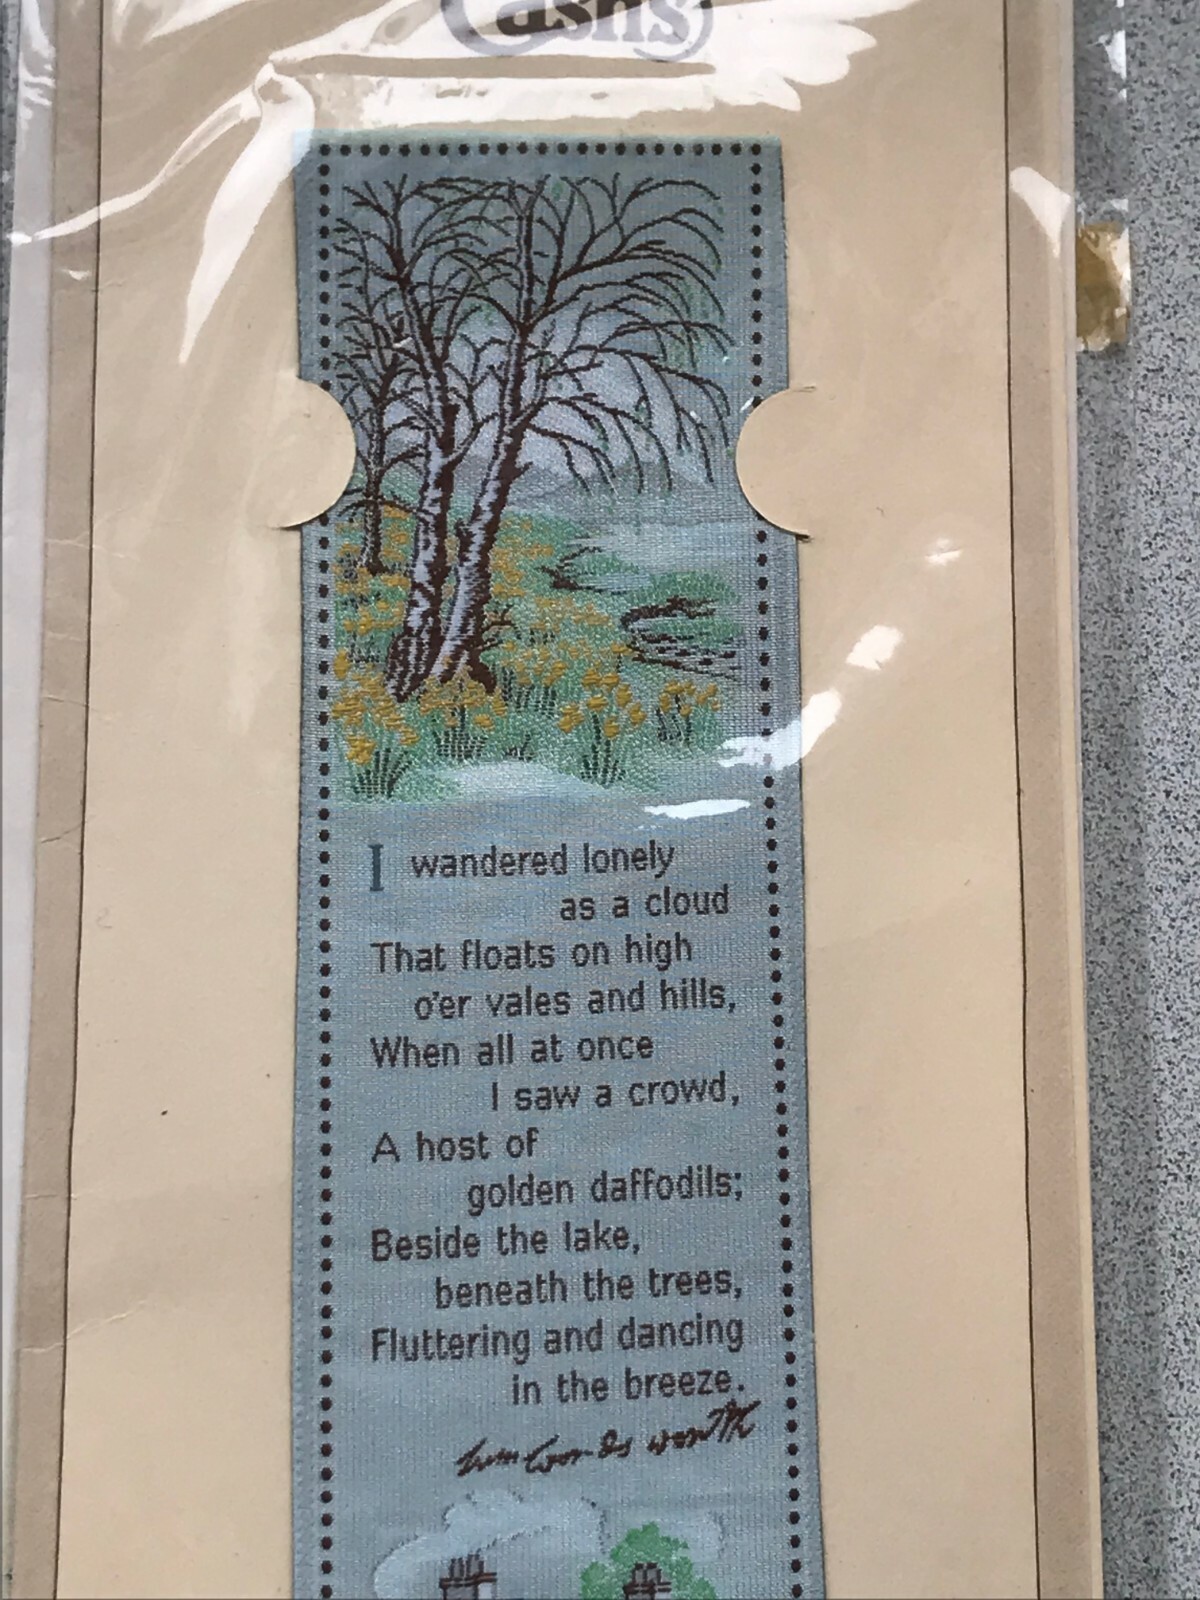 Cash's
I wandered lonely
as a cloud
That floats on high
o'er vales and hills,
When all at once
I saw a crowd,
A host of
golden daffodils;
Beside the lake,
beneath the trees,
Fluttering and dancing
in the breeze.